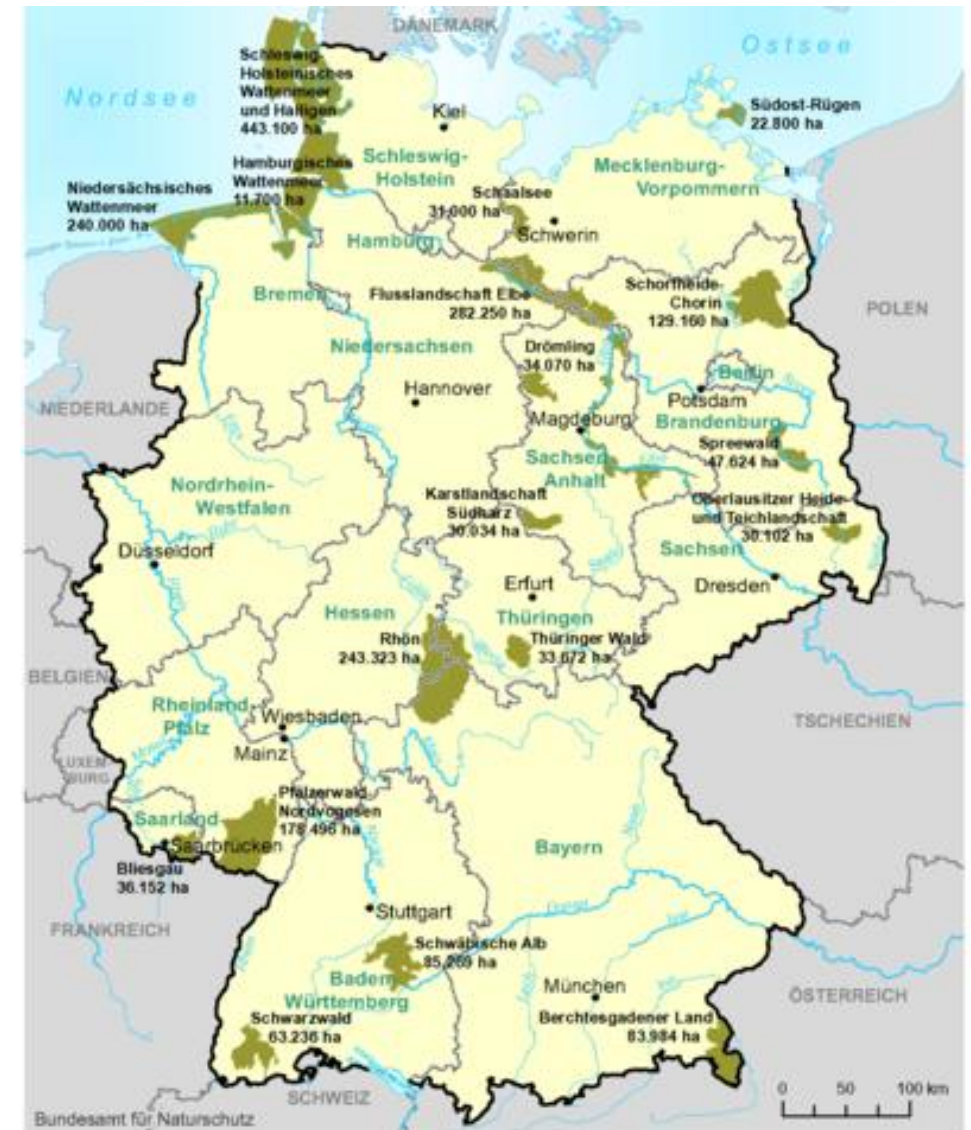 DÄNEMARK
Ostsee
Nordsee
Schleswig-
Holsteinisches
Wattenmeer
und Halligen
443.100 ha
Kiel
Südost-Rügen
22.800 ha
Schleswig-
Holstein
Mecklenburg-
Vorpommern
Hamburgisches
Wattenmeer
11.700 ha
Niedersächsisches
Wattenmeer
240.000 ha
Schaalsee
31.000 ha
Schwerin
Hamburg
Bremen
Flusslandschaft Elbe
282.250 ha
Schorfheide-
Chorin
129.160 ha
POLEN
Niedersachsen
Drömling
34.070 ha
Berlin
Hannover
Potsdam
NIEDERLANDE
Magdeburg
Brandenburg
Spreewald
47.624 ha
Sachsen
Anhalt
Nordrhein-
Westfalen
Karstlandschaft
Südharz
30.034 ha
Oberlausitzer Heide-
und Teichlandschaft
30.102 ha
Düsseldorf
Sachsen
Dresden
Erfurt
Hessen
Thüringen
Rhön
243.323 ha
Thüringer Wald
33.672 ha
BELGIEN
Rheinland-
Pfalz
Wiesbaden
Mainz
TSCHECHIEN
LUXEM-
BURG
Pfälzerwald
Nordvogesen
178.496 ha
Saarland
Saarbrücken
Bliesgau
36.152 ha
Bayern
FRANKREICH
Stuttgart
Schwäbische Alb
85.269 ha
Baden
Württemberg
München
ÖSTERREICH
Schwarzwald
63.236 ha
Berchtesgadener Land
83.984 ha
0 50 100 km
SCHWEIZ
Bundesamt für Naturschutz